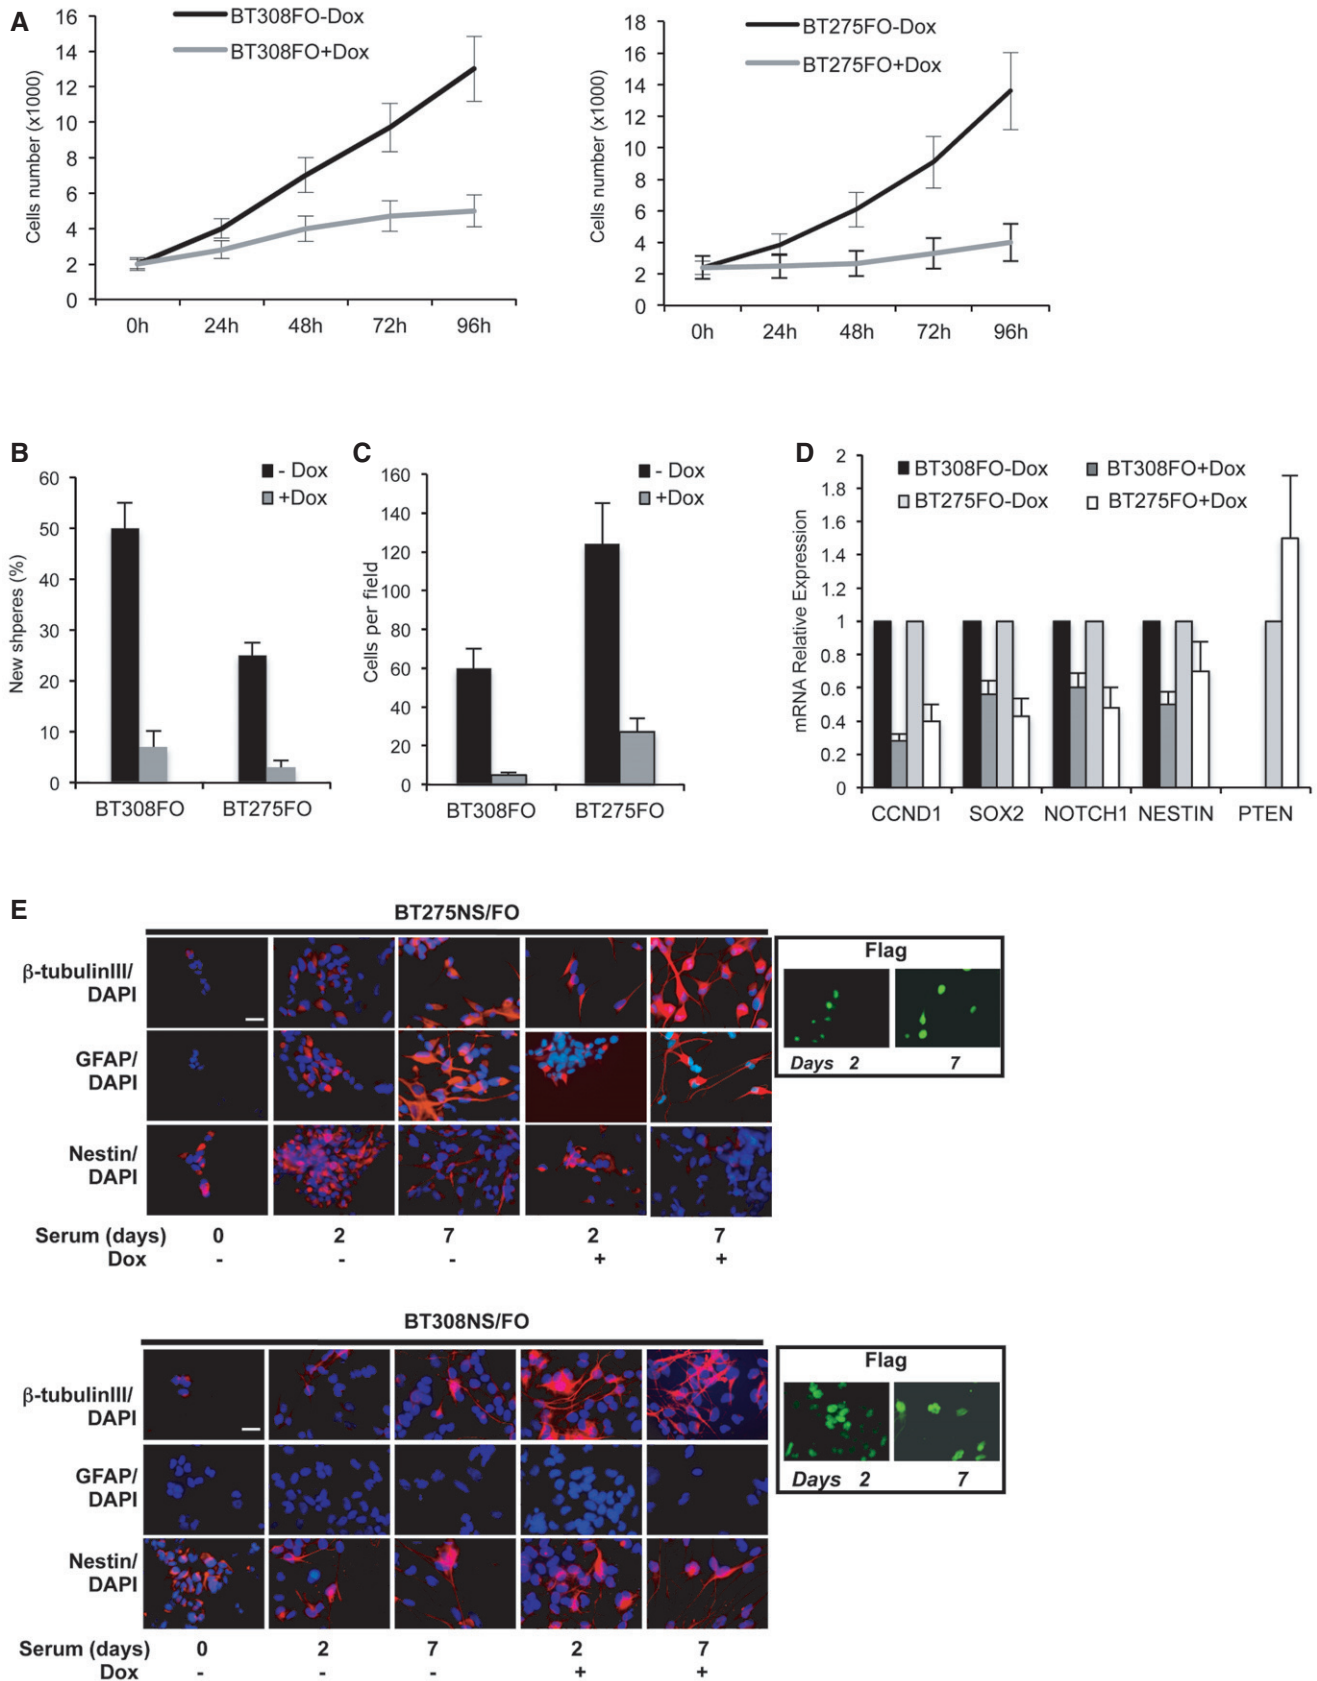 A
BT308FO-Dox
BT308FO+Dox
Cells number (x1000)
16
14
12
10
8
6
4
2
0
0h 24h 48h 72h 96h
BT275FO-Dox
BT275FO+Dox
Cells number (x1000)
18
16
14
12
10
8
6
4
2
0
0h 24h 48h 72h 96h
B
- Dox
+Dox
New shperes (%)
60
50
40
30
20
10
0
BT308FO BT275FO
C
- Dox
+Dox
Cells per field
160
140
120
100
80
60
40
20
0
BT308FO BT275FO
D
BT308FO-Dox BT308FO+Dox
BT275FO-Dox BT275FO+Dox
mRNA Relative Expression
2
1.8
1.6
1.4
1.2
1
0.8
0.6
0.4
0.2
0
CCND1 SOX2 NOTCH1 NESTIN PTEN
E
BT275NS/FO
β-tubulinIII/
DAPI
GFAP/
DAPI
Nestin/
DAPI
Serum (days) 0 2 7 2 7
Dox - - - + +
Flag
Days 2 7
BT308NS/FO
β-tubulinIII/
DAPI
GFAP/
DAPI
Nestin/
DAPI
Serum (days) 0 2 7 2 7
Dox - - - + +
Flag
Days 2 7